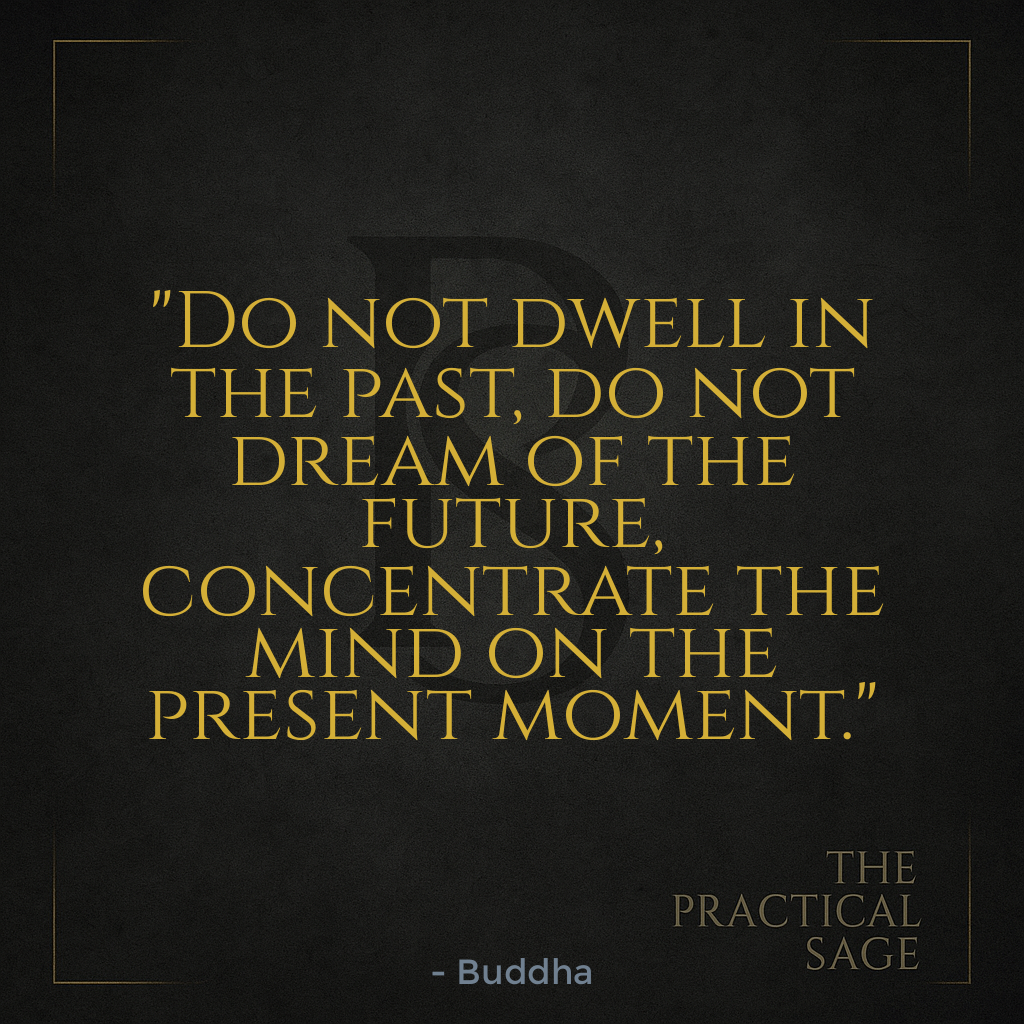 "Do not dwell in
the past, do not
dream of the
future,
concentrate the
mind on the
present moment."
THE
PRACTICAL
SAGE
- Buddha